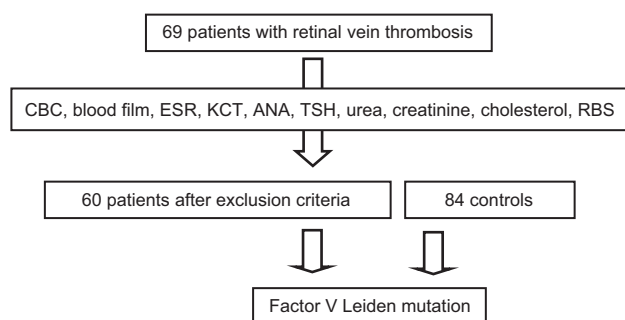 69 patients with retinal vein thrombosis
CBC, blood film, ESR, KCT, ANA, TSH, urea, creatinine, cholesterol, RBS
60 patients after exclusion criteria
84 controls
Factor V Leiden mutation